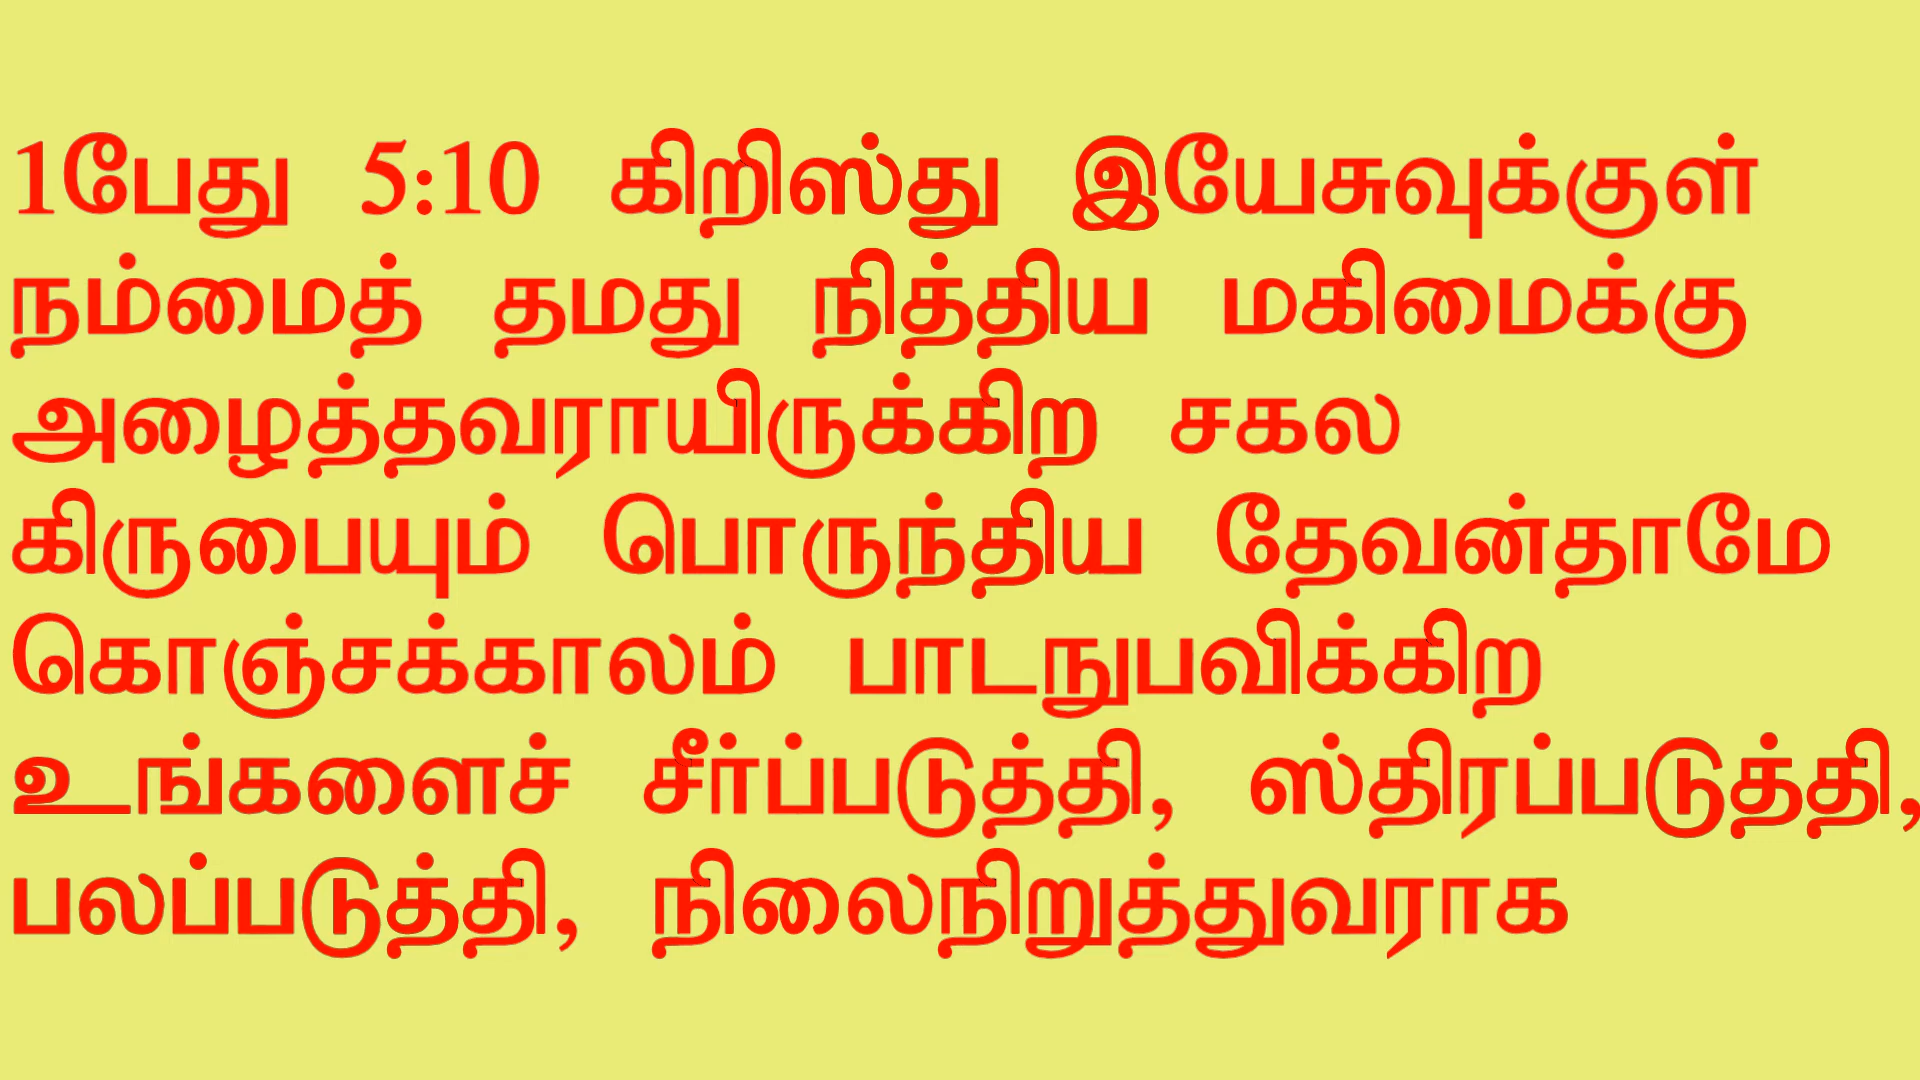 1பேது 5:10 கிறிஸ்து இயேசுவுக்குள்
நம்மைத் தமது நித்திய மகிமைக்கு
அழைத்தவராயிருக்கிற சகல
கிருபையும் பொருந்திய தேவன்தாமே
கொஞ்சக்காலம் பாடநுபவிக்கிற
உங்களைச் சீர்ப்படுத்தி, ஸ்திரப்படுத்தி,
பலப்படுத்தி, நிலைநிறுத்துவராக